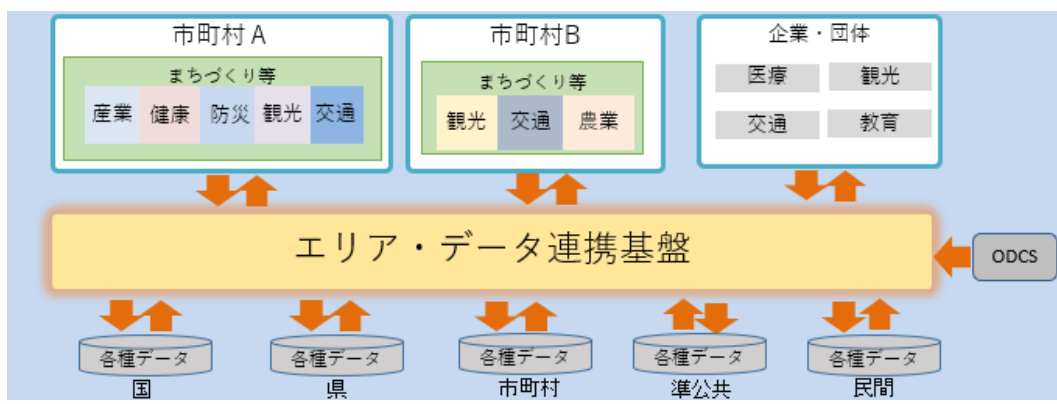 市町村A
まちづくり等
産業 健康 防災 観光 交通
市町村B
まちづくり等
観光 交通 農業
企業・団体
医療 観光
交通 教育
エリア・データ連携基盤
ODCS
各種データ 各種データ 各種データ 各種データ 各種データ
国 県 市町村 準公共 民間